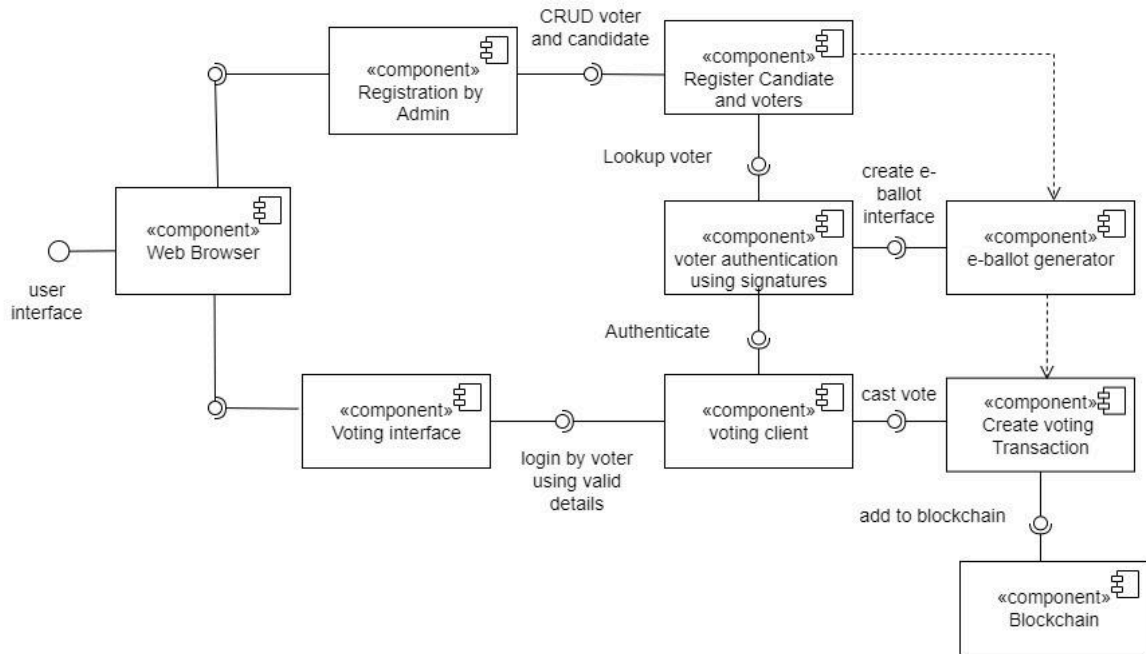 CRUD voter
and candidate
«component»
Registration by
Admin
«component»
Register Candiate
and voters
Lookup voter
create e-
ballot
interface
«component»
Web Browser
«component»
voter authentication
using signatures
«component»
e-ballot generator
user
interface
Authenticate
«component»
Voting interface
«component»
voting client
cast vote
«component»
Create voting
Transaction
login by voter
using valid
details
add to blockchain
«component»
Blockchain